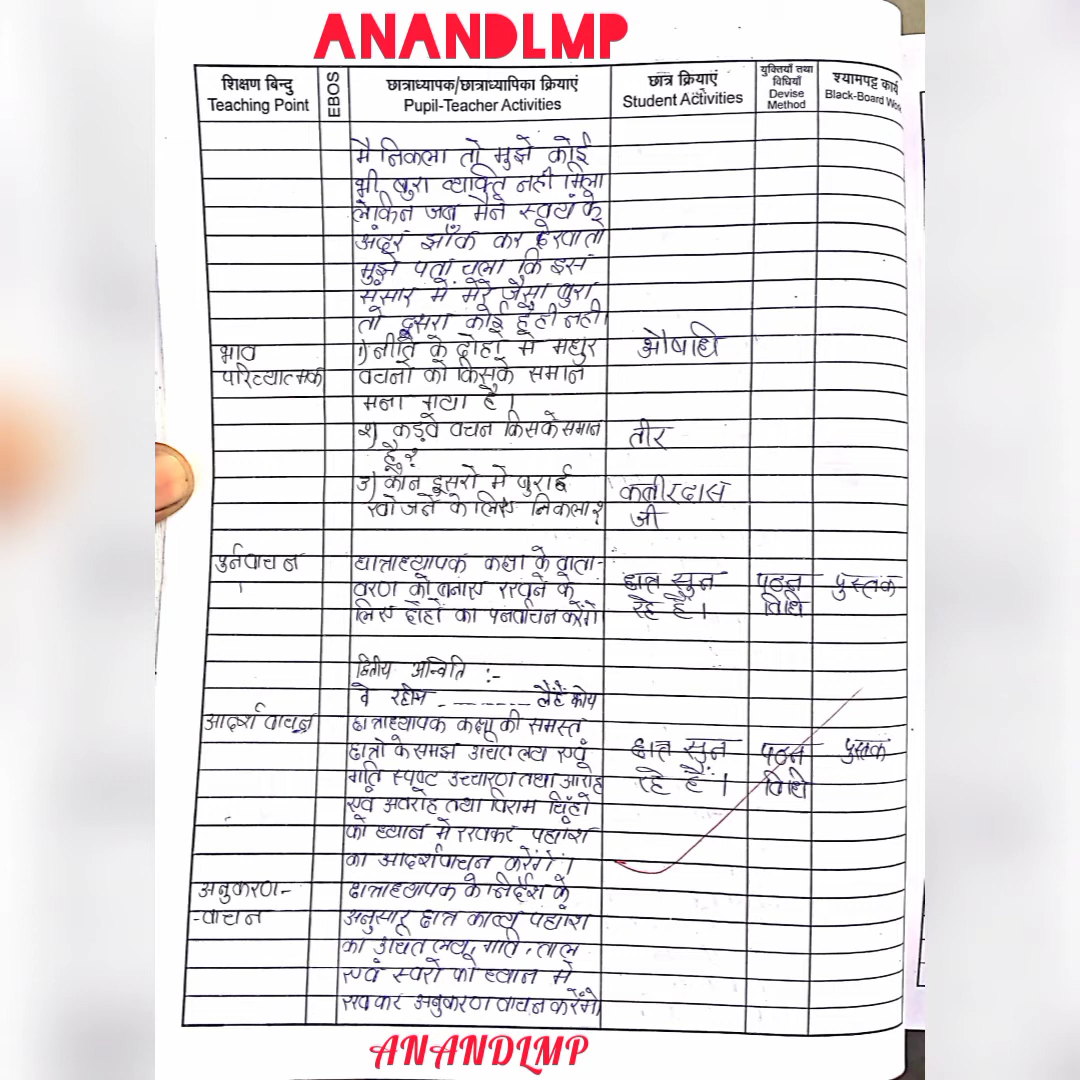 ANANDLMP
शिक्षण बिन्दु
Teaching Point
EBOS
छात्राध्यापक/छात्राध्यापिका क्रियाएं
Pupil-Teacher Activities
छात्र क्रियाएं
Student Activities
युक्तियाँ तथा
विधियाँ
Devise
Method
श्यामपट्ट कार्य
Black-Board Work
मै निकला तो मुझे कोई
भी बुरा व्यक्ति नही मिला
लेकिन जब मैने स्वयं के
अंदर झाँक कर देखा तो
मुझे पता चला कि इस
संसार में मेरे जैसा बुरा
तो दूसरा कोई है ही नही।
भाव
परिच्यात्मक
1) नीति के दोहो मे मधुर
वचनो को किसके समान
मना गया है।
औषधि
२) कड़वे वचन किसके समान
है?
तीर
3) कौन दूसरो मे बुराई
खोजने के लिए निकला?
कबीरदास
जी
पुर्नवाचन
छात्राध्यापक कक्षा के वाता-
वरण को बनाए रखने के
लिए दोहों का पनर्वाचन करेंगे
छात्र सुन
रहे है।
पठन
विधि
पुस्तक
द्वितीय अन्विति :-
वे रहीम ........ लैहैं कोय
आदर्श वाचन
छात्राध्यापक कक्षा की समस्त
छात्रो के समझ उचित लय एवं
गति स्पष्ट उच्चारण तथा आरोह
एवं अवरोह तथा विराम चिँहो
को ध्यान मे रखकर पद्यांश
का आदर्शवाचन करेंगे।
छात्र सुन
रहे हैं।
पठन
विधि
पुस्तक
अनुकरण-
-वाचन
छात्राध्यापक के निर्देश के
अनुसार छात्र काव्य पद्यांश
का उचित लय, गति, ताल
एवं स्वरो को ध्यान मे
रखकर अनुकरण वाचन करेंगे
ANANDLMP